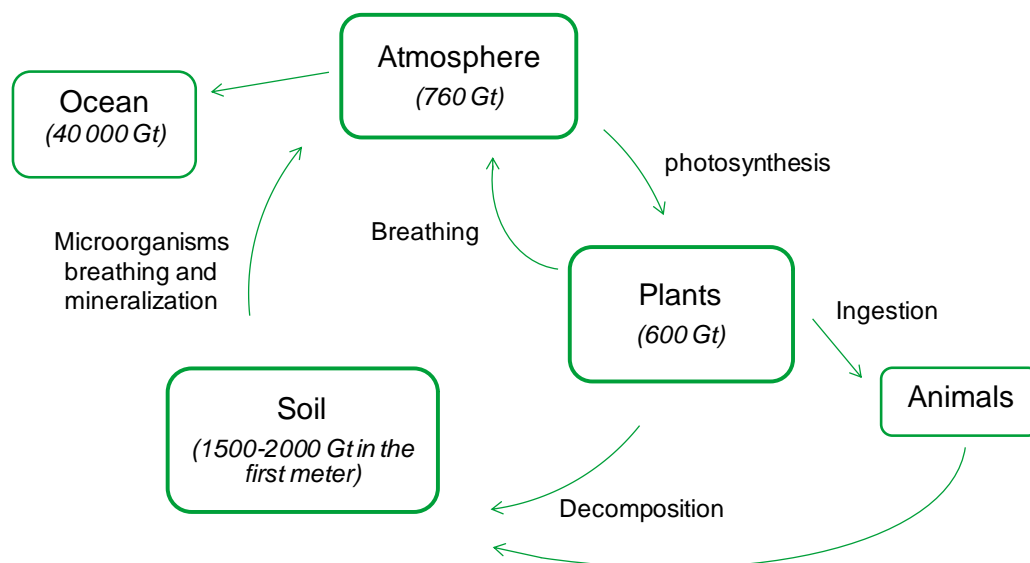 Atmosphere
(760 Gt)
Ocean
(40 000 Gt)
photosynthesis
Breathing
Microorganisms
breathing and
mineralization
Plants
(600 Gt)
Ingestion
Animals
Soil
(1500-2000 Gt in the
first meter)
Decomposition